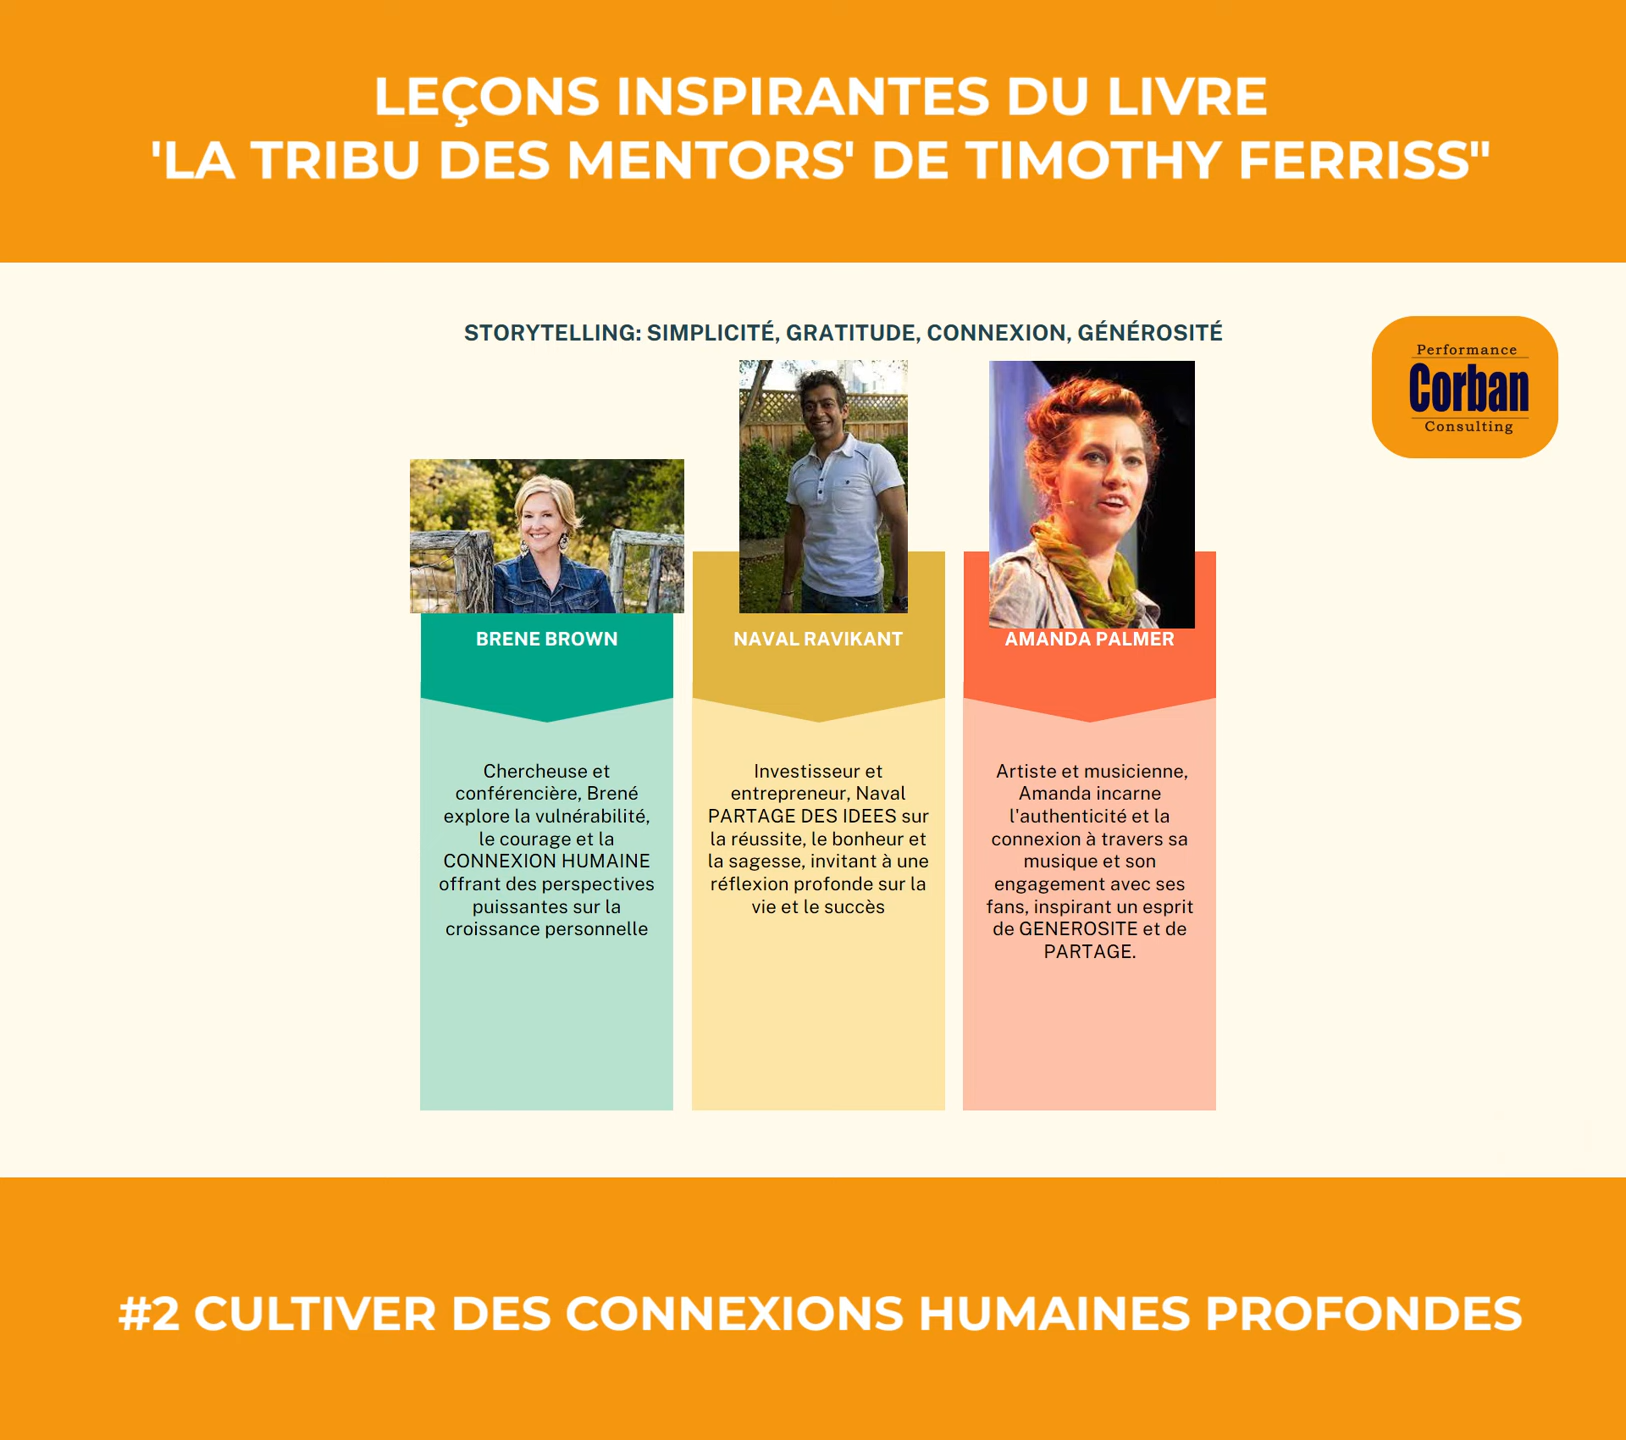 LEÇONS INSPIRANTES DU LIVRE
'LA TRIBU DES MENTORS' DE TIMOTHY FERRISS"
STORYTELLING: SIMPLICITÉ, GRATITUDE, CONNEXION, GÉNÉROSITÉ
Performance
Corban
Consulting
BRENE BROWN
Chercheuse et
conférencière, Brené
explore la vulnérabilité,
le courage et la
CONNEXION HUMAINE
offrant des perspectives
puissantes sur la
croissance personnelle
NAVAL RAVIKANT
Investisseur et
entrepreneur, Naval
PARTAGE DES IDEES sur
la réussite, le bonheur et
la sagesse, invitant à une
réflexion profonde sur la
vie et le succès
AMANDA PALMER
Artiste et musicienne,
Amanda incarne
l'authenticité et la
connexion à travers sa
musique et son
engagement avec ses
fans, inspirant un esprit
de GENEROSITE et de
PARTAGE.
#2 CULTIVER DES CONNEXIONS HUMAINES PROFONDES